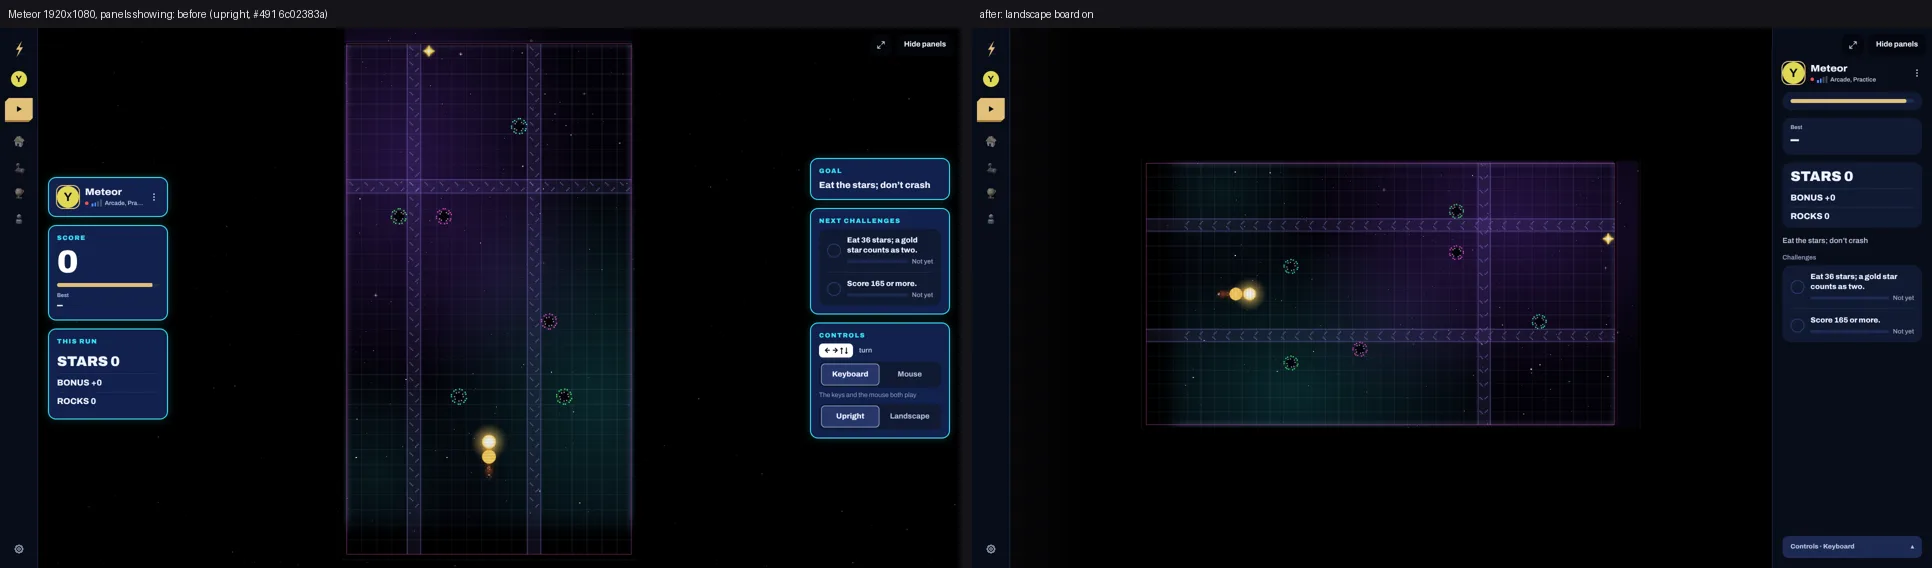 Meteor 1920x1080, panels showing: before (upright, #491 6c02383a)
Y
Meteor
Arcade, Pra...
SCORE
0
Best
–
THIS RUN
STARS 0
BONUS +0
ROCKS 0
Hide panels
GOAL
Eat the stars; don't crash
NEXT CHALLENGES
Eat 36 stars; a gold
star counts as two.
Not yet
Score 165 or more.
Not yet
CONTROLS
←→↑↓ turn
Keyboard Mouse
The keys and the mouse both play
Upright Landscape
after: landscape board on
Y
Hide panels
Y
Meteor
Arcade, Practice
Best
–
STARS 0
BONUS +0
ROCKS 0
Eat the stars; don't crash
Challenges
Eat 36 stars; a gold star
counts as two.
Not yet
Score 165 or more.
Not yet
Controls · Keyboard